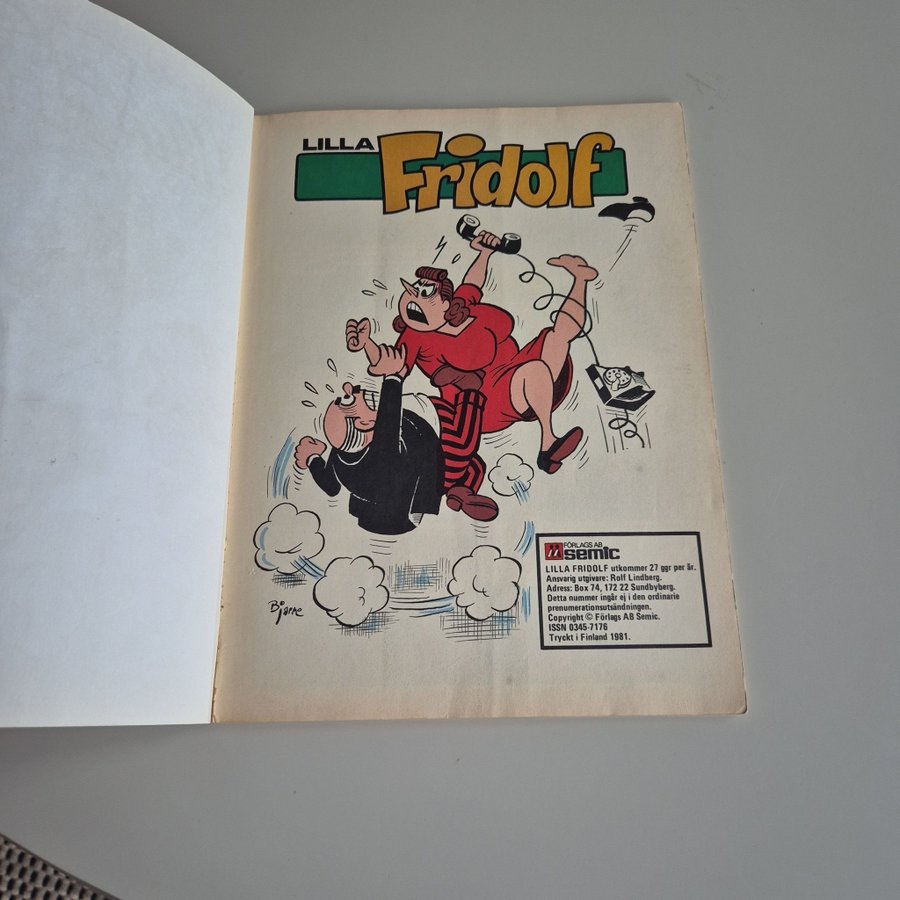 LILLA
Fridolf
Bjarre
FÖRLAGS AB
semic
LILLA FRIDOLF utkommer 27 ggr per år.
Ansvarig utgivare: Rolf Lindberg.
Adress: Box 74, 172 22 Sundbyberg.
Detta nummer ingår ej i den ordinarie
prenumerationsutsändningen.
Copyright © Förlags AB Semic.
ISSN 0345-7176
Tryckt i Finland 1981.